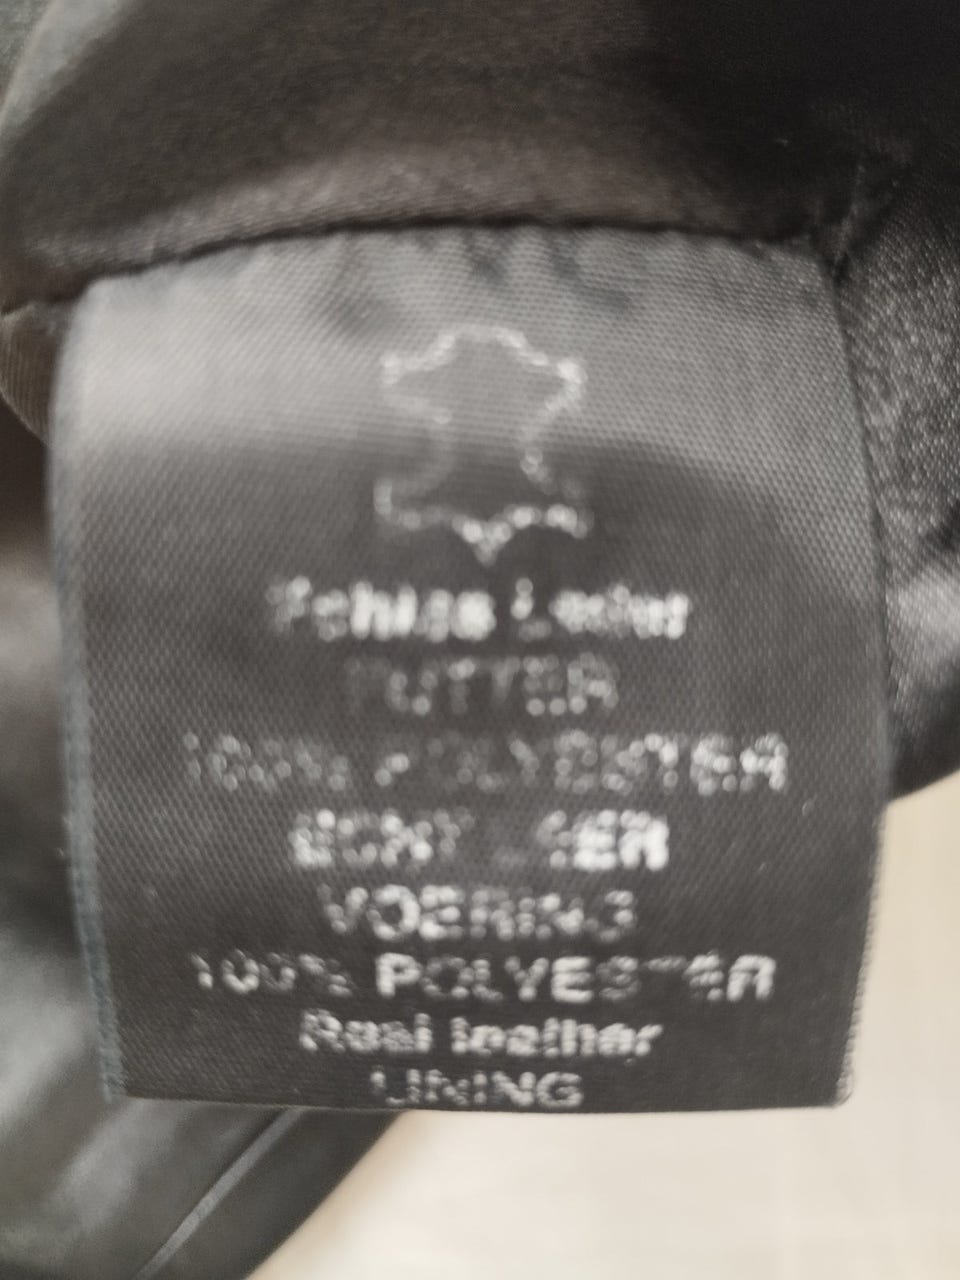 Echtes Leder
FUTTER
100% POLYESTER
ECHT LEER
VOERING
100% POLYESTER
Real leather
LINING